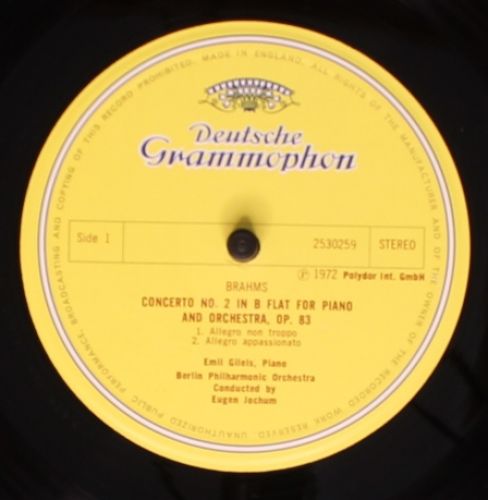 ALL RIGHTS OF THE MANUFACTURER AND OF THE OWNER OF THE RECORDED WORK RESERVED. UNAUTHORIZED PUBLIC PERFORMANCE, BROADCASTING AND COPYING OF THIS RECORD PROHIBITED. MADE IN ENGLAND.
Deutsche
Grammophon
Side 1
2530259
STEREO
℗ 1972 Polydor Int. GmbH
BRAHMS
CONCERTO NO. 2 IN B FLAT FOR PIANO
AND ORCHESTRA, OP. 83
1. Allegro non troppo
2. Allegro appassionato
Emil Gilels, Piano
Berlin Philharmonic Orchestra
Conducted by
Eugen Jochum